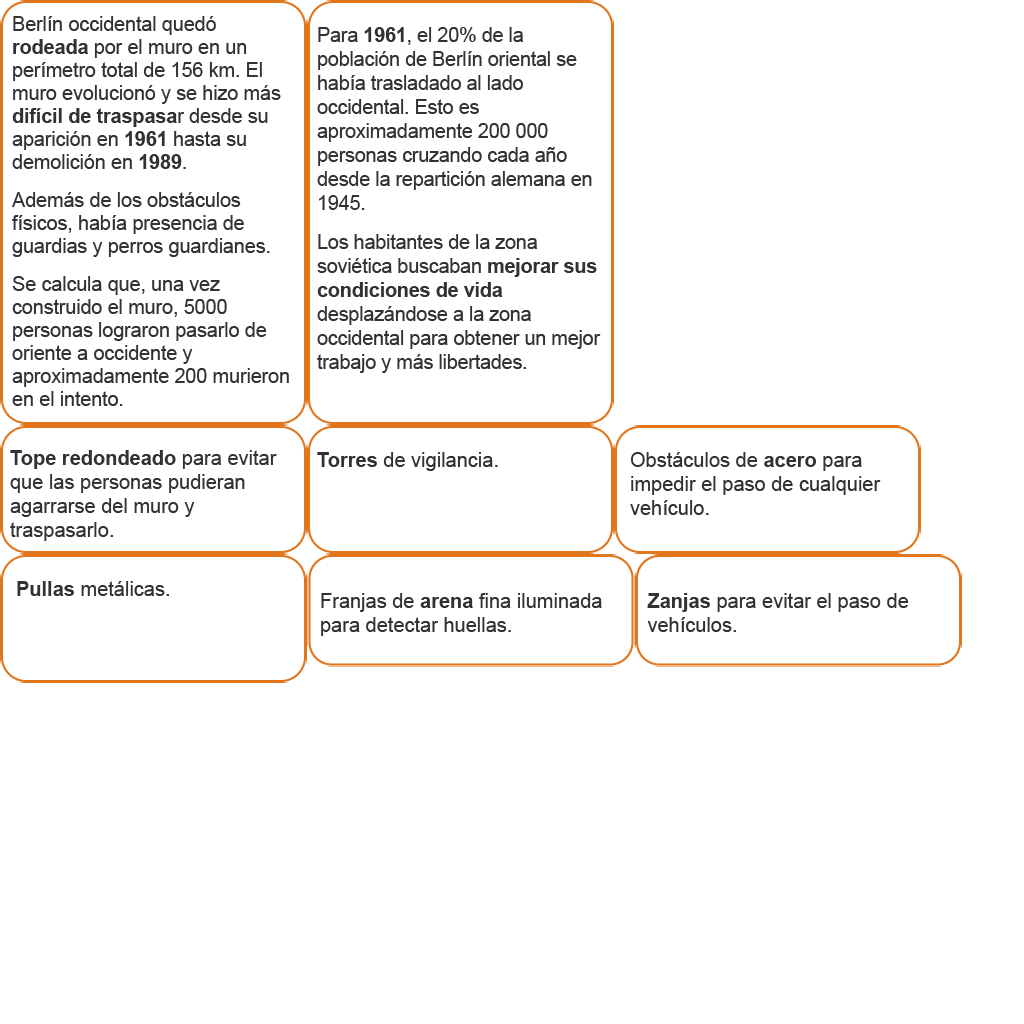 Berlín occidental quedó
rodeada por el muro en un
perímetro total de 156 km. El
muro evolucionó y se hizo más
difícil de traspasar desde su
aparición en 1961 hasta su
demolición en 1989.
Además de los obstáculos
físicos, había presencia de
guardias y perros guardianes.
Se calcula que, una vez
construido el muro, 5000
personas lograron pasarlo de
oriente a occidente y
aproximadamente 200 murieron
en el intento.
Para 1961, el 20% de la
población de Berlín oriental se
había trasladado al lado
occidental. Esto es
aproximadamente 200 000
personas cruzando cada año
desde la repartición alemana en
1945.
Los habitantes de la zona
soviética buscaban mejorar sus
condiciones de vida
desplazándose a la zona
occidental para obtener un mejor
trabajo y más libertades.
Tope redondeado para evitar
que las personas pudieran
agarrarse del muro y
traspasarlo.
Torres de vigilancia.
Obstáculos de acero para
impedir el paso de cualquier
vehículo.
Pullas metálicas.
Franjas de arena fina iluminada
para detectar huellas.
Zanjas para evitar el paso de
vehículos.